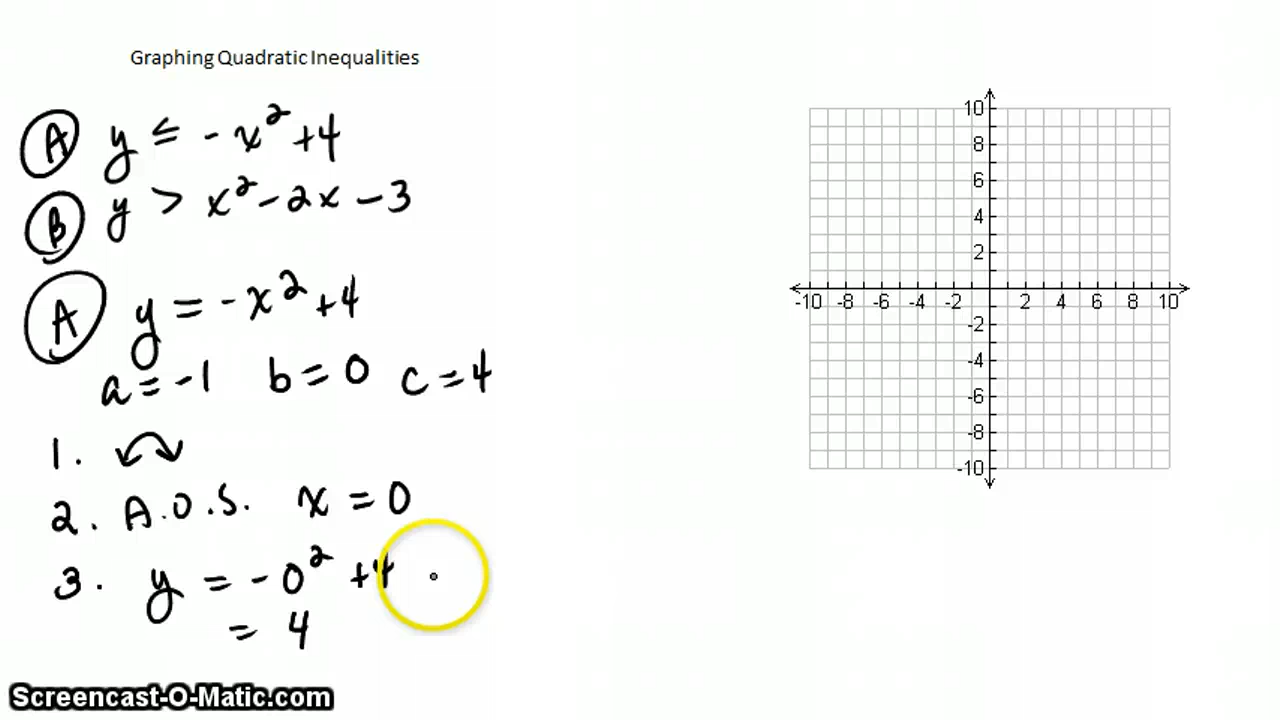 Graphing Quadratic Inequalities
A y ≤ -x² +4
B y > x² - 2x - 3
A y = -x² +4
a = -1 b = 0 c = 4
1.
2. A.O.S. x = 0
3. y = -0² +4
= 4
10
8
6
4
2
-10 -8 -6 -4 -2 2 4 6 8 10
-2
-4
-6
-8
-10
Screencast-O-Matic.com